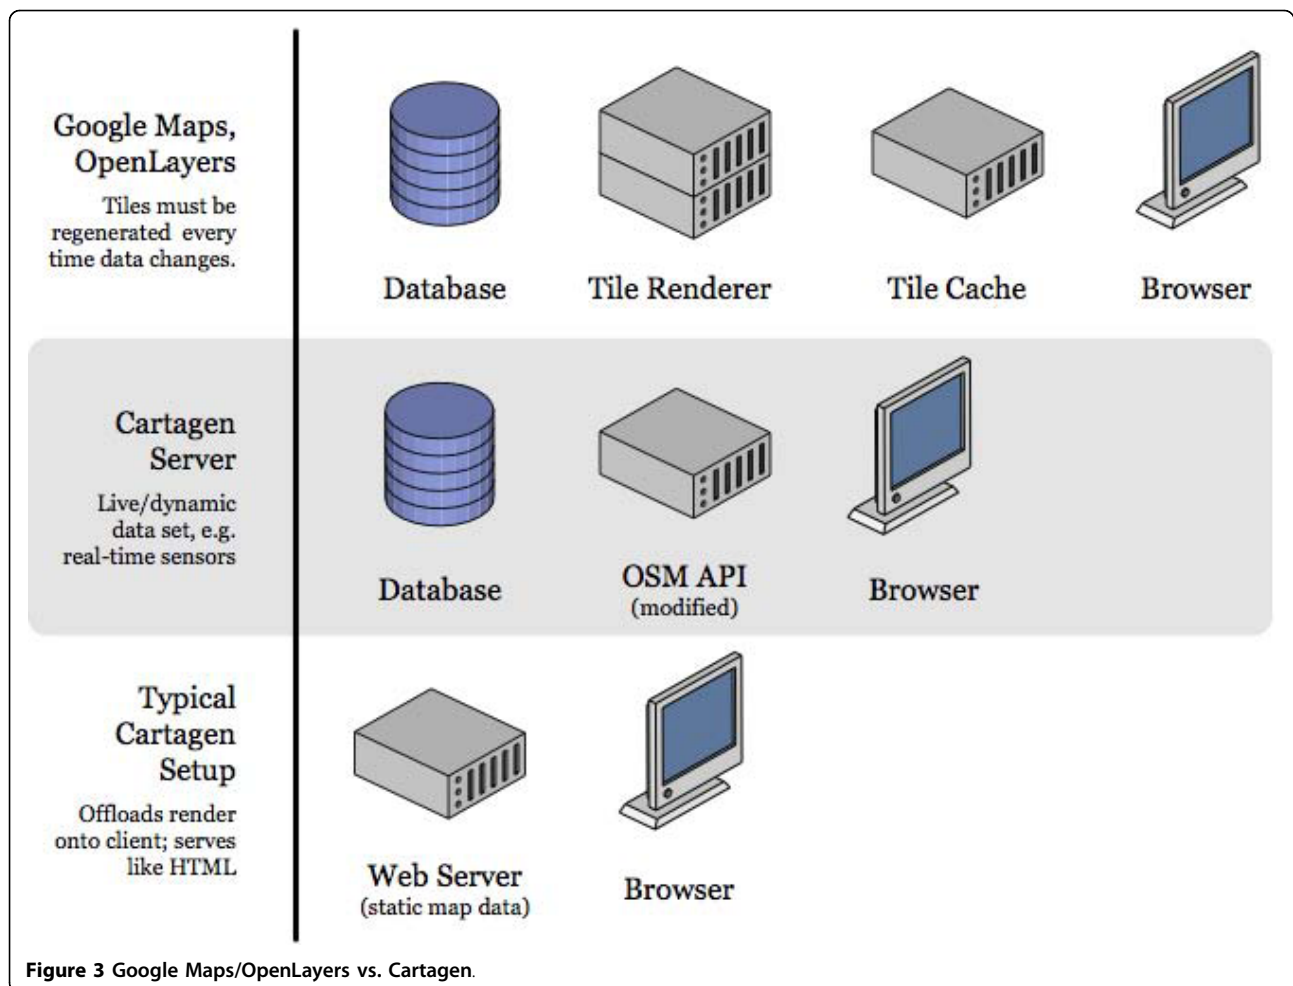 Google Maps,
OpenLayers
Tiles must be
regenerated every
time data changes.
Database
Tile Renderer
Tile Cache
Browser
Cartagen
Server
Live/dynamic
data set, e.g.
real-time sensors
Database
OSM API
(modified)
Browser
Typical
Cartagen
Setup
Offloads render
onto client; serves
like HTML
Web Server
(static map data)
Browser
Figure 3 Google Maps/OpenLayers vs. Cartagen.